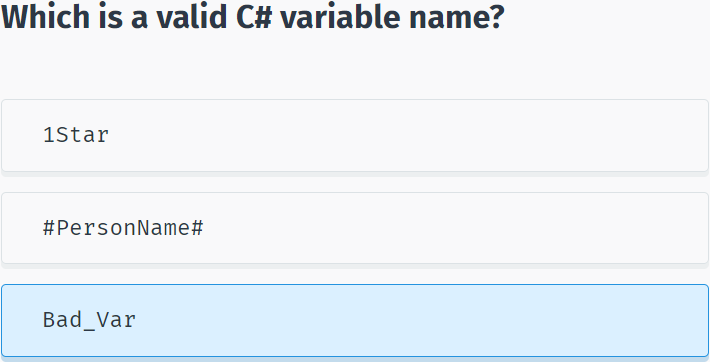 Which is a valid C# variable name?
1Star
#PersonName#
Bad_Var